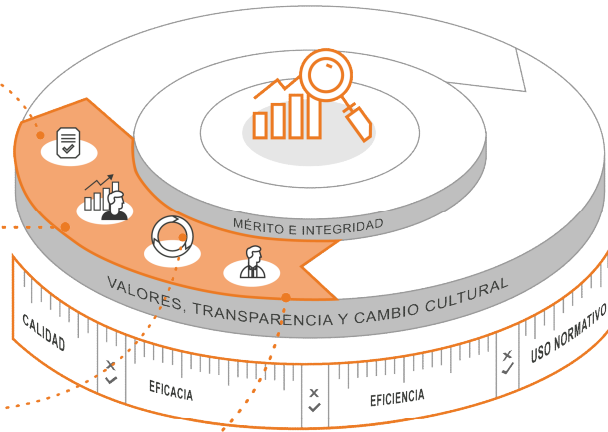 MÉRITO E INTEGRIDAD
VALORES, TRANSPARENCIA Y CAMBIO CULTURAL
CALIDAD
EFICACIA
EFICIENCIA
USO NORMATIVO